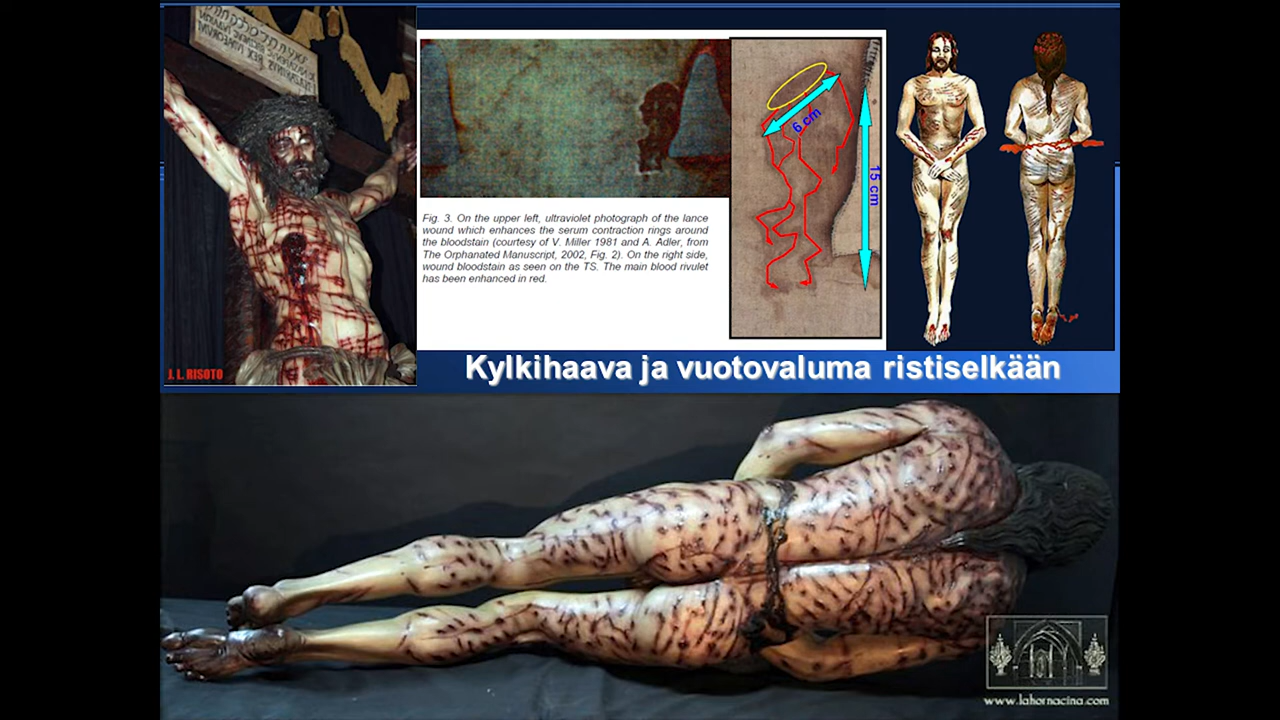 J. L. RISOTO
Fig. 3. On the upper left, ultraviolet photograph of the lance
wound which enhances the serum contraction rings around
the bloodstain (courtesy of V. Miller 1981 and A. Adler, from
The Orphanated Manuscript, 2002, Fig. 2). On the right side,
wound bloodstain as seen on the TS. The main blood rivulet
has been enhanced in red.
6 cm
15 cm
Kylkihaava ja vuotovaluma ristiselkään
www.lahornacina.com